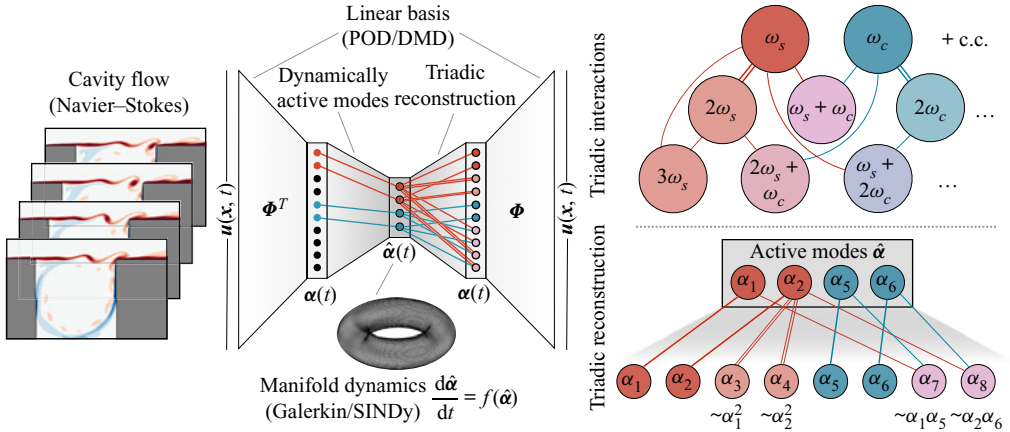 Linear basis
(POD/DMD)
Cavity flow
(Navier–Stokes)
Dynamically
active modes
Triadic
reconstruction
u(x, t)
Φ^T
α(t)
α̂(t)
α(t)
Φ
u(x, t)
Manifold dynamics
(Galerkin/SINDy)
dα̂/dt = f(α̂)
Triadic interactions
ω_s
ω_c
+ c.c.
2ω_s
ω_s + ω_c
2ω_c
...
3ω_s
2ω_s +
ω_c
ω_s +
2ω_c
...
Triadic reconstruction
Active modes α̂
α_1
α_2
α_5
α_6
α_1
α_2
α_3
α_4
α_5
α_6
α_7
α_8
~α_1^2
~α_2^2
~α_1α_5
~α_2α_6